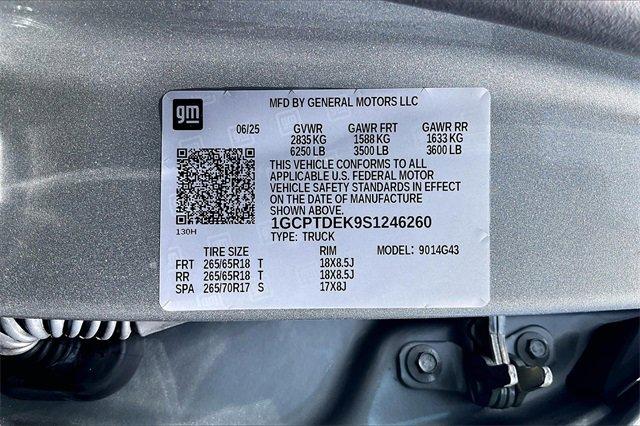 MFD BY GENERAL MOTORS LLC
gm
06/25 GVWR GAWR FRT GAWR RR
2835 KG 1588 KG 1633 KG
6250 LB 3500 LB 3600 LB
THIS VEHICLE CONFORMS TO ALL
APPLICABLE U.S. FEDERAL MOTOR
VEHICLE SAFETY STANDARDS IN EFFECT
ON THE DATE OF MANUFACTURE
SHOWN ABOVE.
1GCPTDEK9S1246260
130H
TYPE: TRUCK
TIRE SIZE RIM MODEL: 9014G43
FRT 265/65R18 T 18X8.5J
RR 265/65R18 T 18X8.5J
SPA 265/70R17 S 17X8J